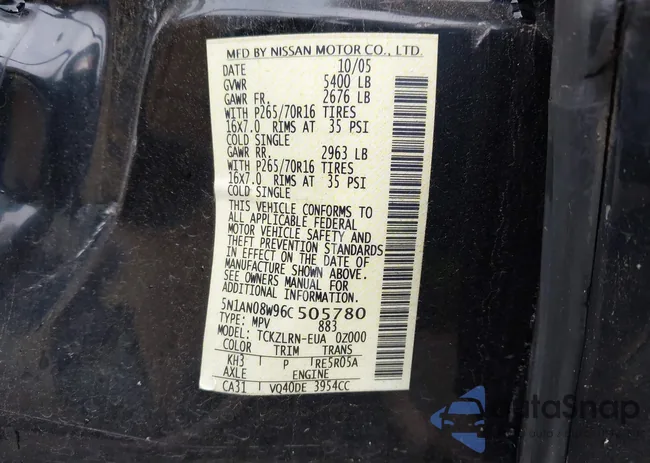 MFD BY NISSAN MOTOR CO., LTD.
DATE 10/05
GVWR 5400 LB
GAWR FR. 2676 LB
WITH P265/70R16 TIRES
16X7.0 RIMS AT 35 PSI
COLD SINGLE
GAWR RR. 2963 LB
WITH P265/70R16 TIRES
16X7.0 RIMS AT 35 PSI
COLD SINGLE
THIS VEHICLE CONFORMS TO
ALL APPLICABLE FEDERAL
MOTOR VEHICLE SAFETY AND
THEFT PREVENTION STANDARDS
IN EFFECT ON THE DATE OF
MANUFACTURE SHOWN ABOVE.
SEE OWNERS MANUAL FOR
ADDITIONAL INFORMATION
5N1AN08W96C505780
TYPE: MPV 883
MODEL: TCKZLRN-EUA 0Z000
COLOR TRIM TRANS
KH3 P RE5R05A
AXLE ENGINE
CA31 VQ40DE 3954CC
AutoSnap